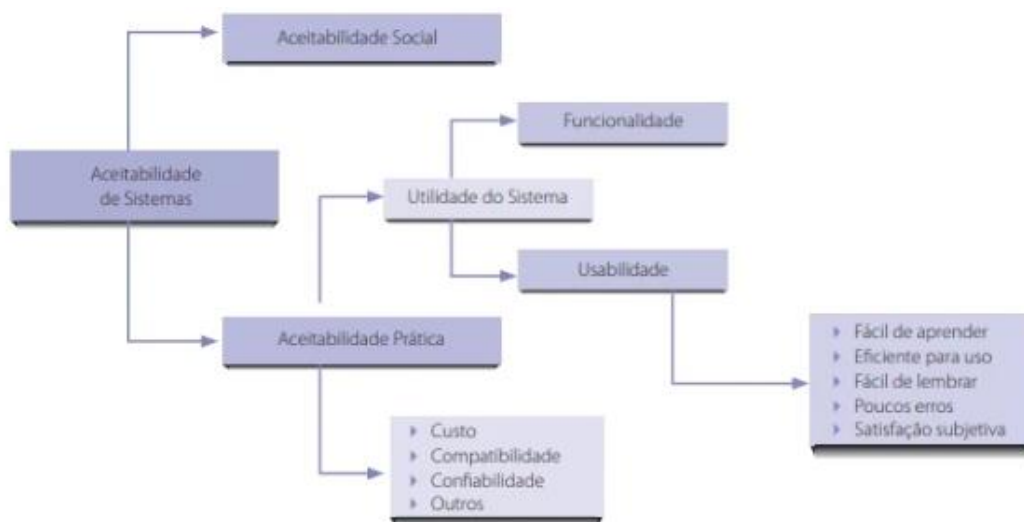 Aceitabilidade Social
Funcionalidade
Aceitabilidade
de Sistemas
Utilidade do Sistema
Usabilidade
Aceitabilidade Prática
Fácil de aprender
Eficiente para uso
Fácil de lembrar
Poucos erros
Satisfação subjetiva
Custo
Compatibilidade
Confiabilidade
Outros